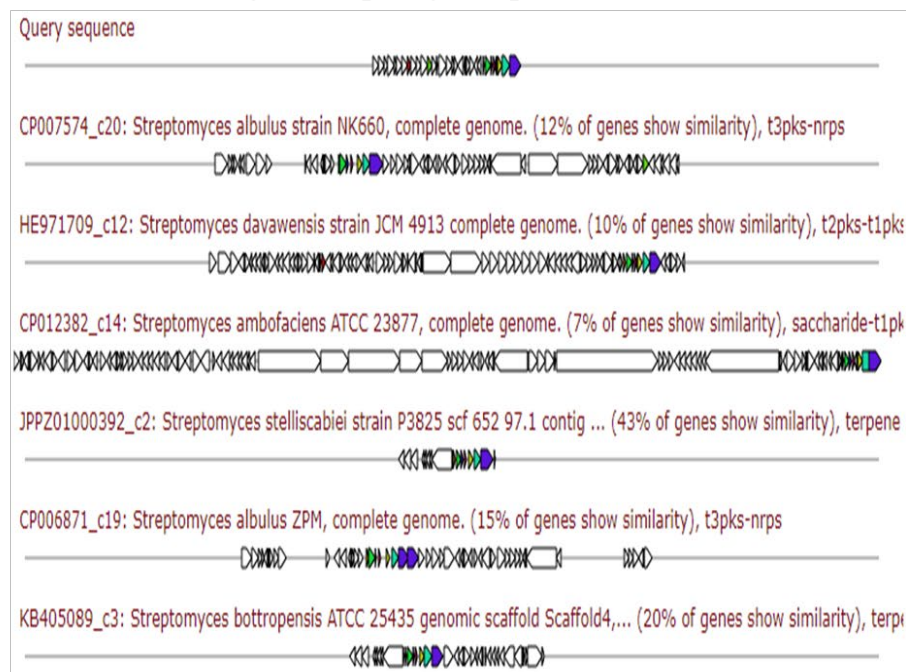 Query sequence
CP007574_c20: Streptomyces albulus strain NK660, complete genome. (12% of genes show similarity), t3pks-nrps
HE971709_c12: Streptomyces davawensis strain JCM 4913 complete genome. (10% of genes show similarity), t2pks-t1pks
CP012382_c14: Streptomyces ambofaciens ATCC 23877, complete genome. (7% of genes show similarity), saccharide-t1pk
JPPZ01000392_c2: Streptomyces stelliscabiei strain P3825 scf 652 97.1 contig ... (43% of genes show similarity), terpene
CP006871_c19: Streptomyces albulus ZPM, complete genome. (15% of genes show similarity), t3pks-nrps
KB405089_c3: Streptomyces bottropensis ATCC 25435 genomic scaffold Scaffold4,... (20% of genes show similarity), terpe